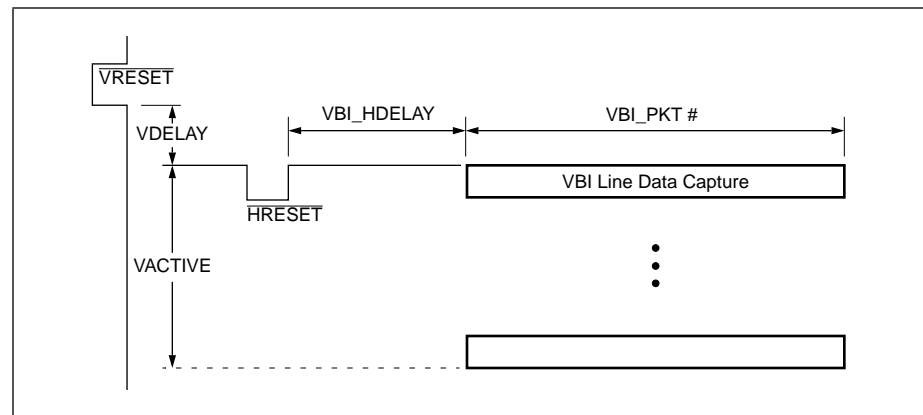 VRESET
VBI_HDELAY
VBI_PKT #
VDELAY
VBI Line Data Capture
HRESET
VACTIVE